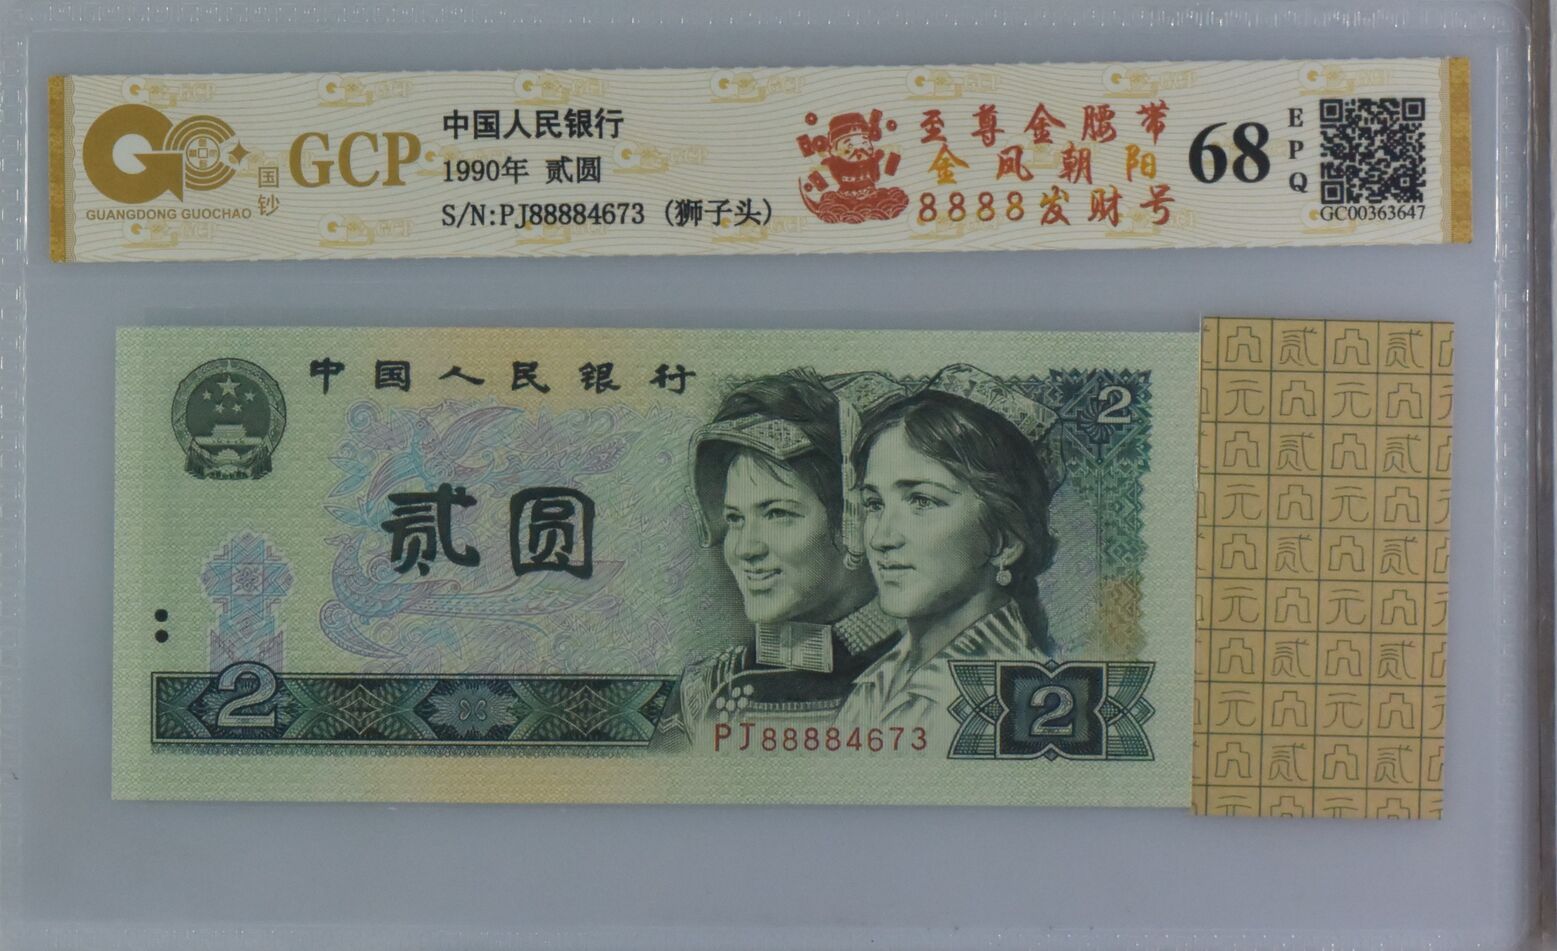 GCP
国钞
GUANGDONG GUOCHAO
中国人民银行
1990年 贰圆
S/N:PJ88884673 (狮子头)
至尊金腰带
金凤朝阳
8888发财号
68
EPQ
GC00363647
中国人民银行
2
贰圆
2
PJ88884673
2